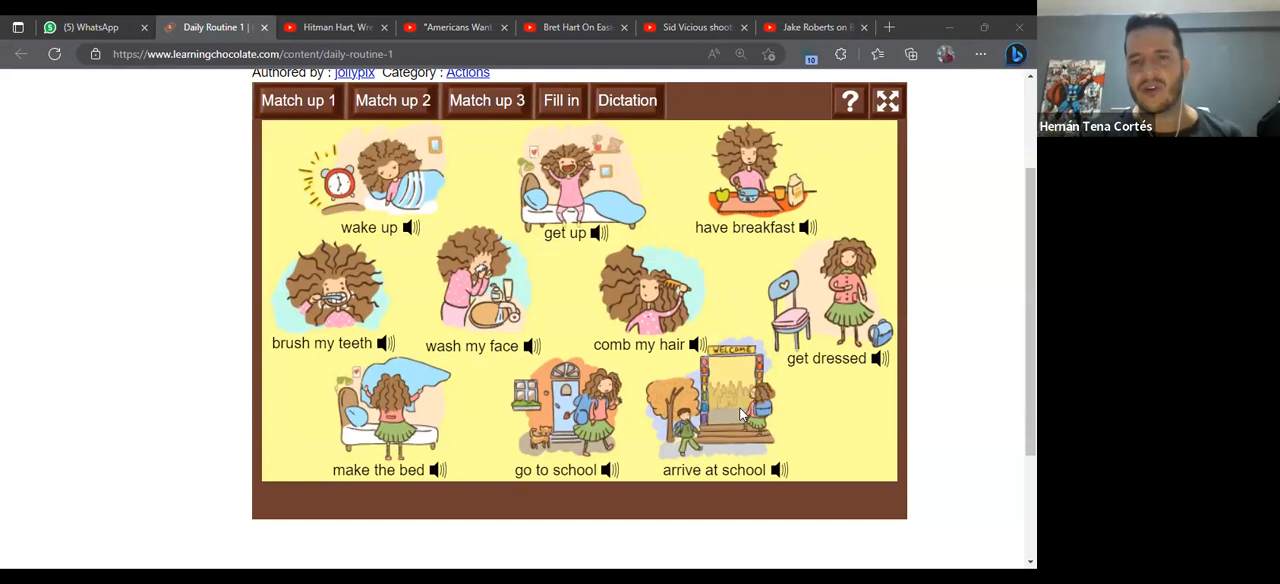 (5) WhatsApp
Daily Routine 1 |
Hitman Hart, Wre
"Americans Want
Bret Hart On Eas
Sid Vicious shoot
Jake Roberts on B
https://www.learningchocolate.com/content/daily-routine-1
10
Authored by : jollypix Category : Actions
Match up 1 Match up 2 Match up 3 Fill in Dictation ?
Hernán Tena Cortés
wake up
get up
have breakfast
brush my teeth
wash my face
comb my hair
get dressed
WELCOME
make the bed
go to school
arrive at school